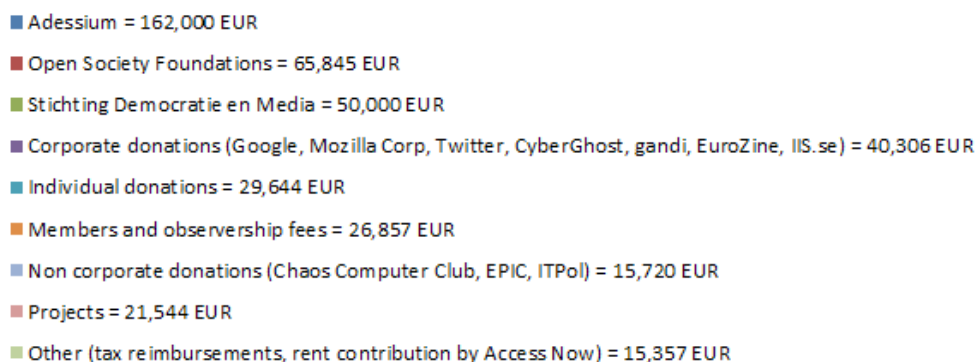 Adessium = 162,000 EUR
Open Society Foundations = 65,845 EUR
Stichting Democratie en Media = 50,000 EUR
Corporate donations (Google, Mozilla Corp, Twitter, CyberGhost, gandi, EuroZine, IIS.se) = 40,306 EUR
Individual donations = 29,644 EUR
Members and observership fees = 26,857 EUR
Non corporate donations (Chaos Computer Club, EPIC, ITPol) = 15,720 EUR
Projects = 21,544 EUR
Other (tax reimbursements, rent contribution by Access Now) = 15,357 EUR